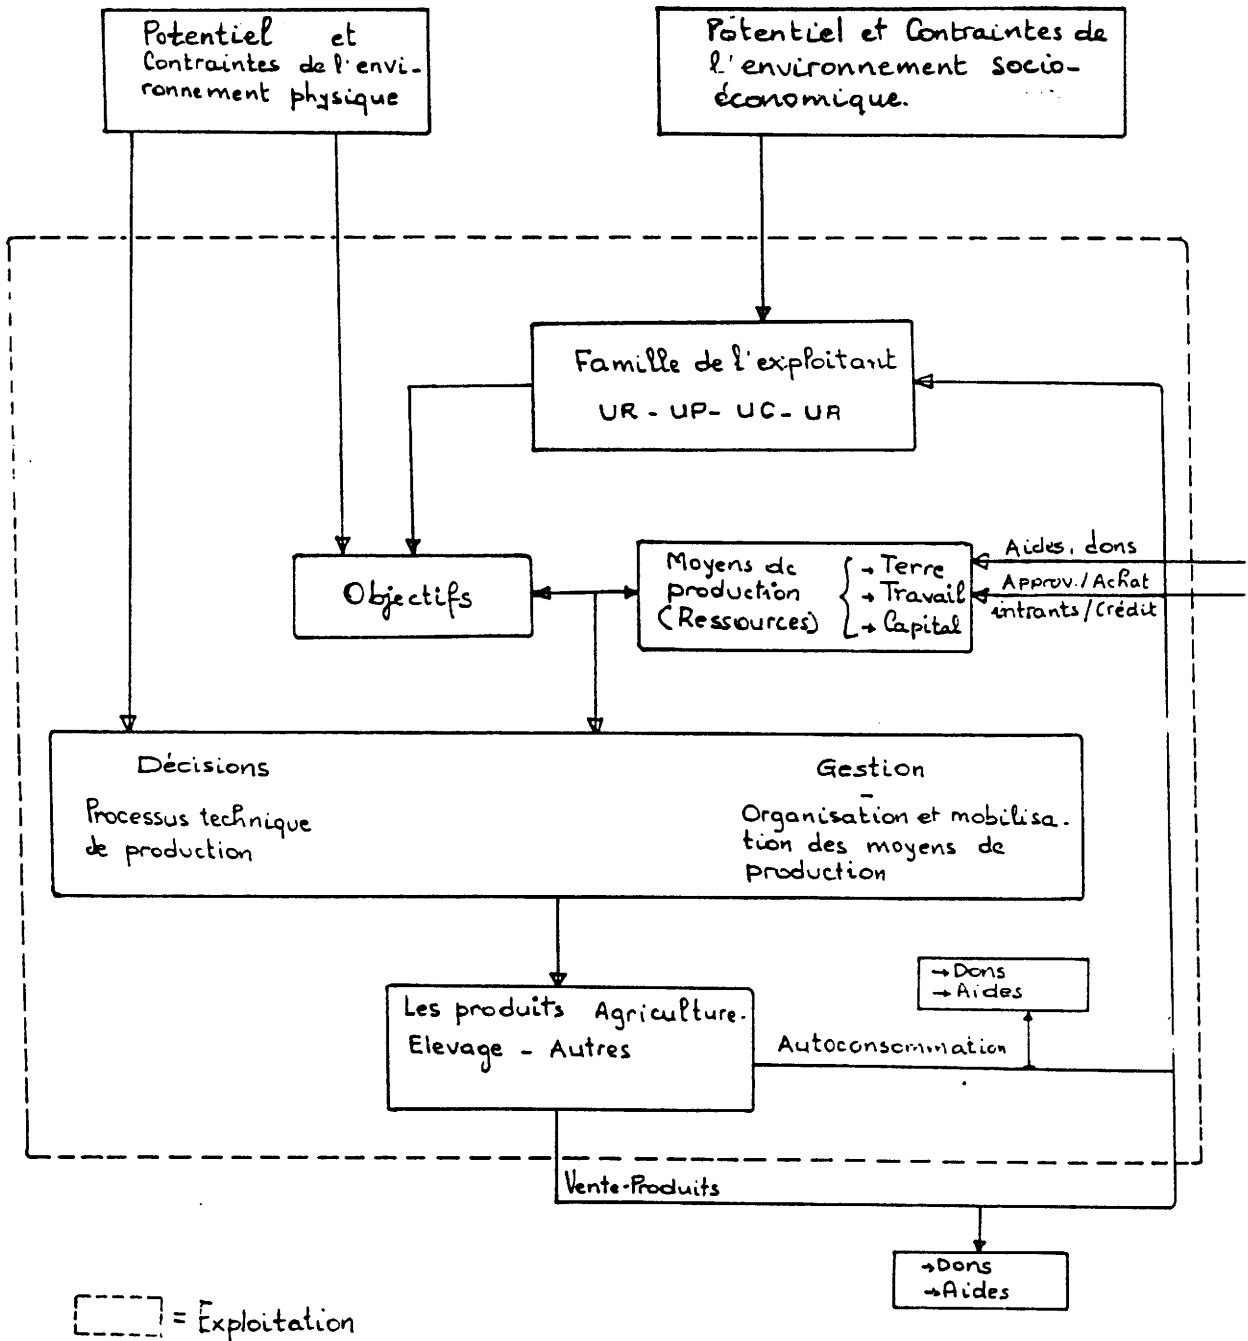 Potentiel et
Contraintes de l'envi-
ronnement physique
Potentiel et Contraintes de
l'environnement socio-
économique.
Famille de l'exploitant
UR - UP - UC - UA
Objectifs
Moyens de
production
(Ressources)
→ Terre
→ Travail
→ Capital
Aides, dons
Approv./Achat
intrants/Crédit
Décisions
Processus technique
de production
Gestion
-
Organisation et mobilisa-
tion des moyens de
production
→ Dons
→ Aides
Les produits Agriculture-
Elevage - Autres
Autoconsommation
Vente-Produits
→ Dons
→ Aides
= Exploitation